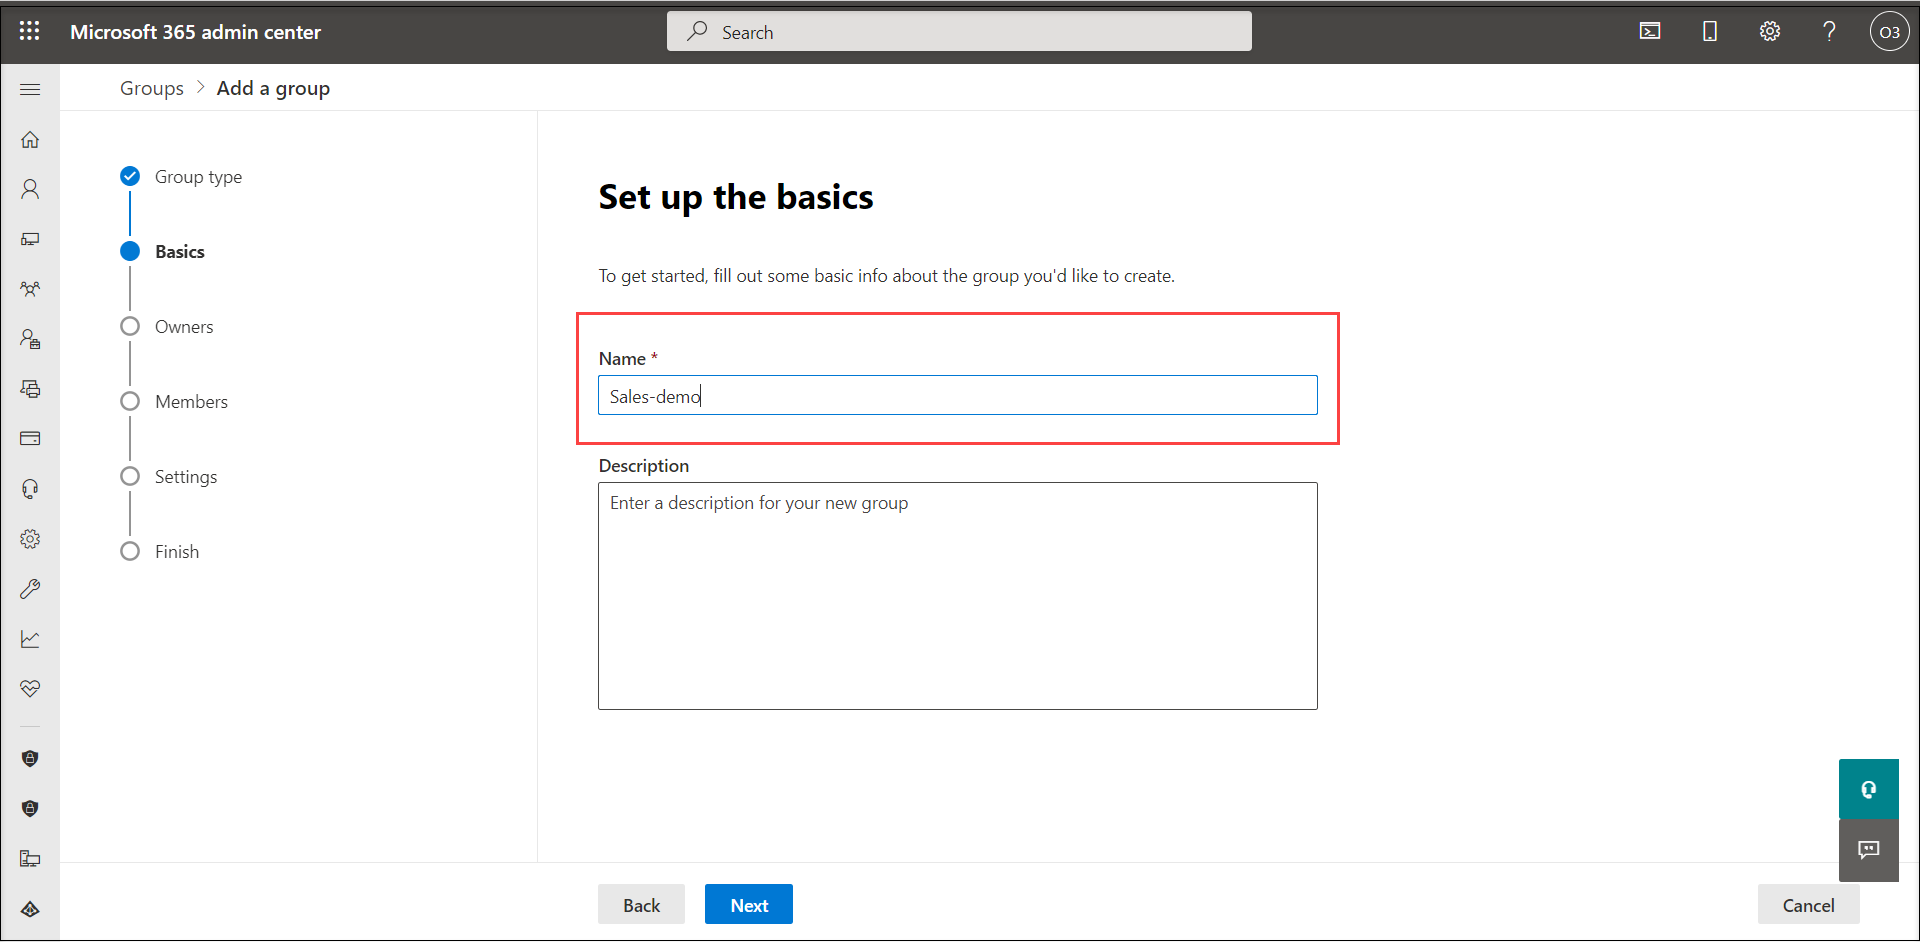 Microsoft 365 admin center
Search
?
O3
Groups > Add a group
Group type
Basics
Owners
Members
Settings
Finish
Set up the basics
To get started, fill out some basic info about the group you'd like to create.
Name *
Sales-demo
Description
Enter a description for your new group
Back
Next
Cancel